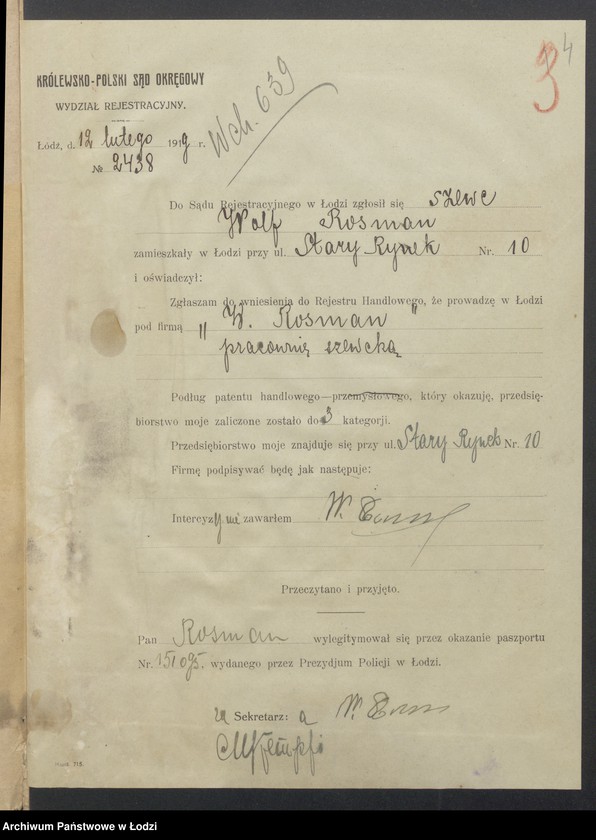 3 4
KRÓLEWSKO-POLSKI SĄD OKRĘGOWY
WYDZIAŁ REJESTRACYJNY.
Wch. 639
Łódź, d. 12 lutego 1919 r.
№ 2438
Do Sądu Rejestracyjnego w Łodzi zgłosił się szewc
Wolf Rosman
zamieszkały w Łodzi przy ul. Stary Rynek Nr. 10
i oświadczył:
Zgłaszam do wniesienia do Rejestru Handlowego, że prowadzę w Łodzi
pod firmą „W. Rosman"
pracownię szewcką
Podług patentu handlowego—przemysłowego, który okazuję, przedsię-
biorstwo moje zaliczone zostało do 3 kategorji.
Przedsiębiorstwo moje znajduje się przy ul. Stary Rynek Nr. 10
Firmę podpisywać będę jak następuje:
W.
Intercyzy nie zawarłem
Przeczytano i przyjęto.
Pan Rosman wylegitymował się przez okazanie paszportu
Nr. 151095, wydanego przez Prezydjum Policji w Łodzi.
za Sekretarz: a W.
Archiwum Państwowe w Łodzi